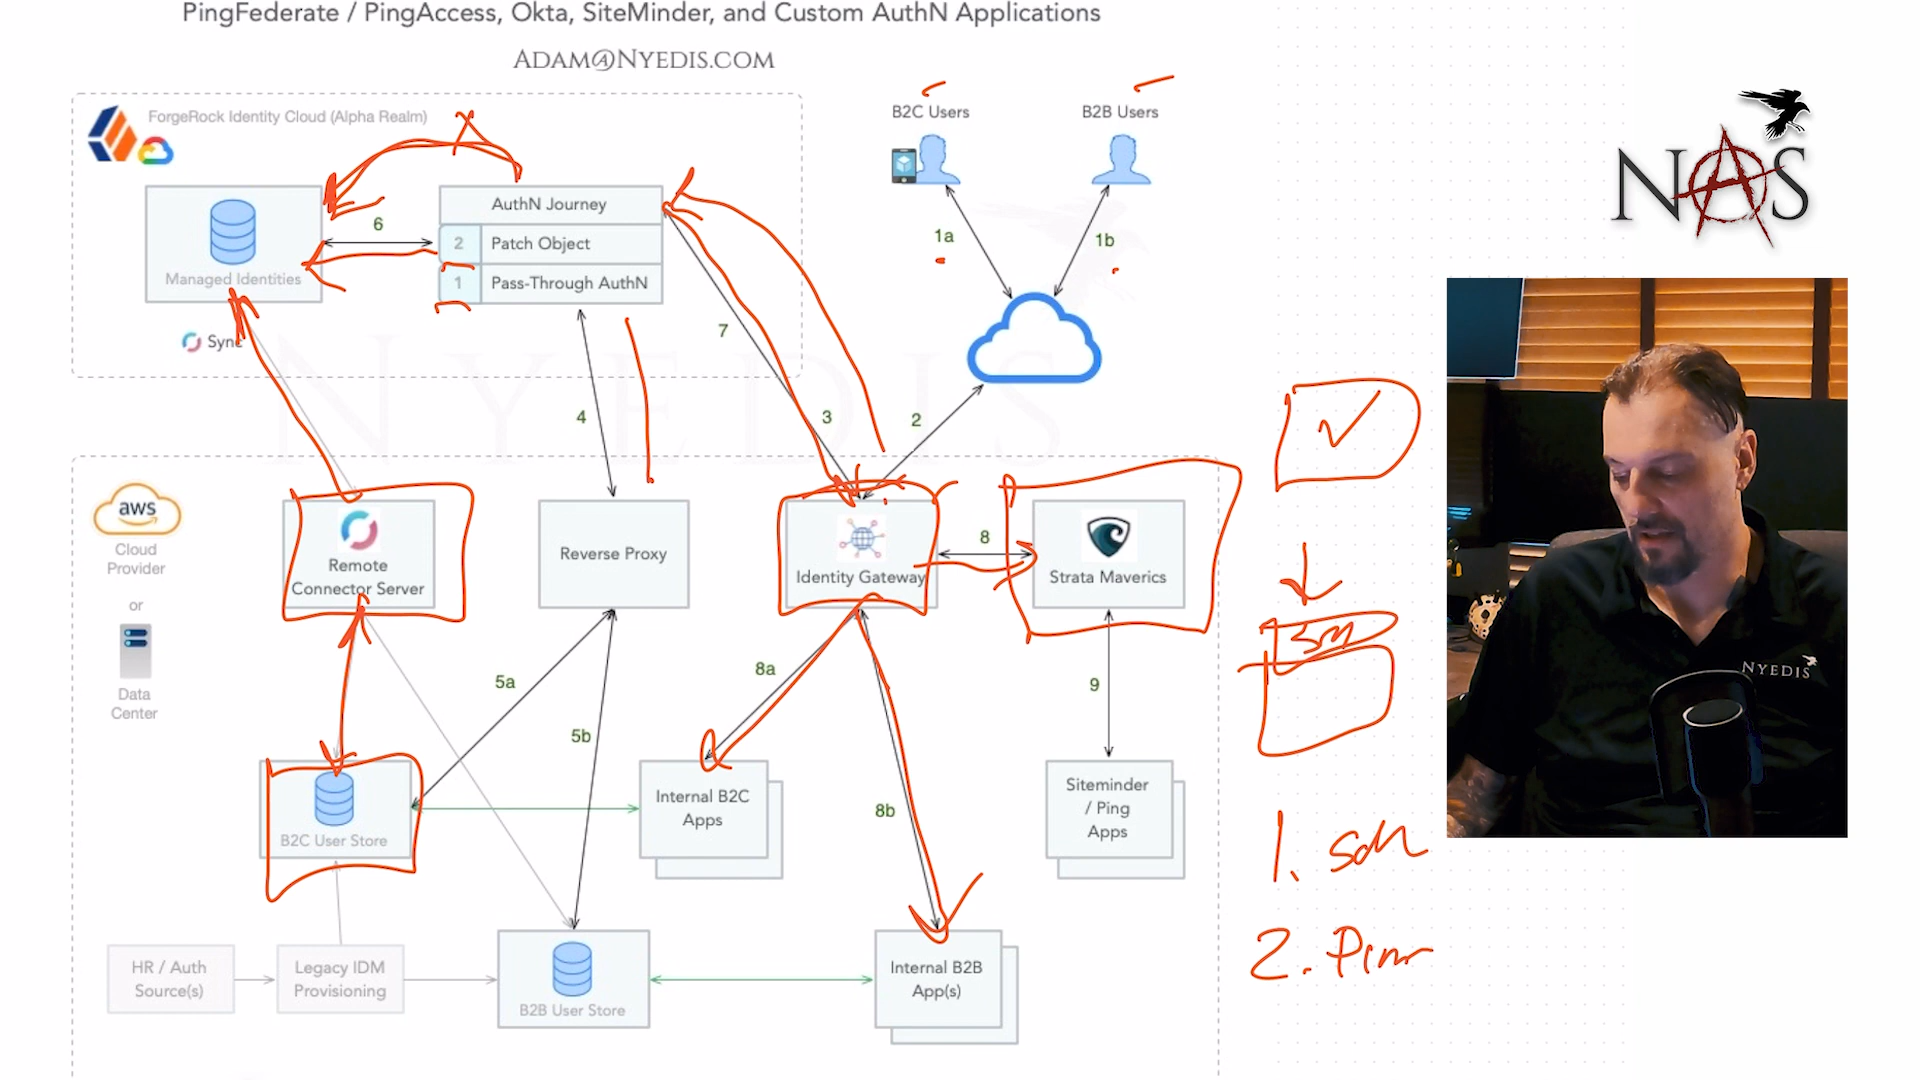 PingFederate / PingAccess, Okta, SiteMinder, and Custom AuthN Applications
Adam@Nyedis.com
ForgeRock Identity Cloud (Alpha Realm)
B2C Users
B2B Users
NAS
AuthN Journey
6
2
Patch Object
Managed Identities
1
Pass-Through AuthN
1a
1b
Sync
7
4
3
2
Nyedis
aws
Cloud
Provider
or
Data
Center
Remote
Connector Server
Reverse Proxy
Identity Gateway
8
Strata Maverics
SM
NYEDIS
5a
8a
9
5b
B2C User Store
Internal B2C
Apps
8b
Siteminder
/ Ping
Apps
1.
2.
HR / Auth
Source(s)
Legacy IDM
Provisioning
B2B User Store
Internal B2B
App(s)